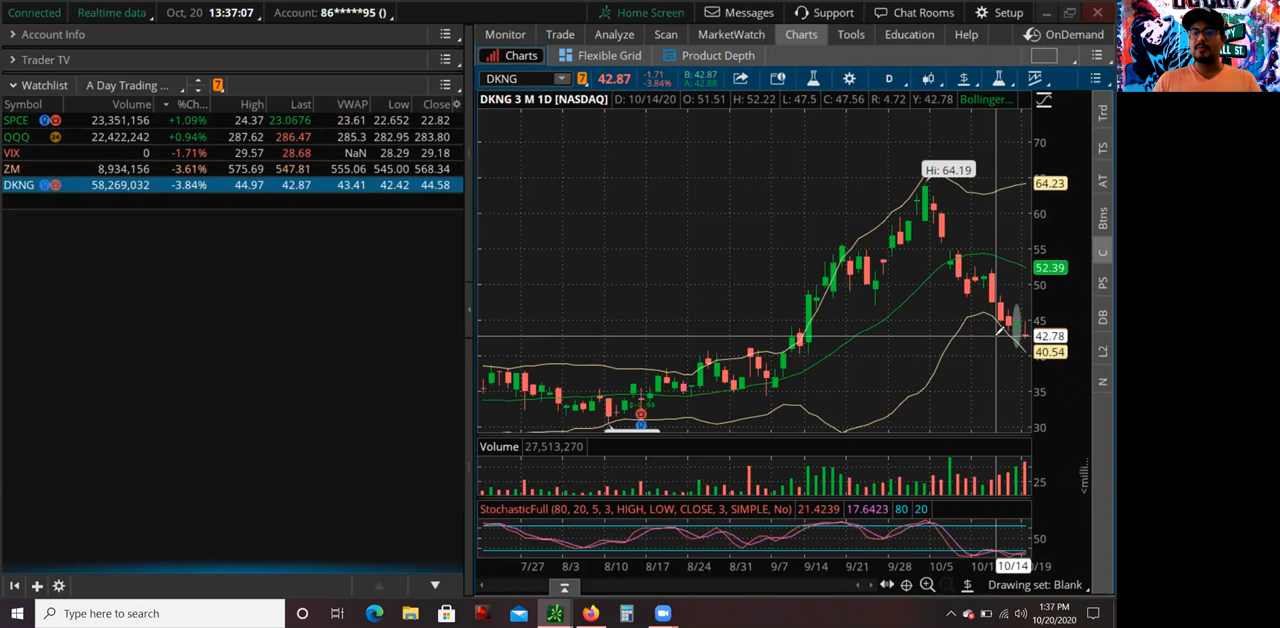 Connected Realtime data Oct, 20 13:37:07 Account: 86*****95 () Home Screen Messages Support Chat Rooms Setup
Account Info
Trader TV
Watchlist A Day Trading ... 7
Symbol Volume %Ch... High Last VWAP Low Close
SPCE 23,351,156 +1.09% 24.37 23.0676 23.61 22.652 22.82
QQQ 22,422,242 +0.94% 287.62 286.47 285.3 282.95 283.80
VIX 0 -1.71% 29.57 28.68 NaN 28.29 29.18
ZM 8,934,156 -3.61% 575.69 547.81 555.06 545.00 568.34
DKNG 58,269,032 -3.84% 44.97 42.87 43.41 42.42 44.58
Monitor Trade Analyze Scan MarketWatch Charts Tools Education Help OnDemand
Charts Flexible Grid Product Depth
DKNG 7 42.87 -1.71 -3.84% B: 42.87 A: 42.88 D
DKNG 3 M 1D [NASDAQ] D: 10/14/20 O: 51.51 H: 52.22 L: 47.5 C: 47.56 R: 4.72 Y: 42.78 Bollinger...
Hi: 64.19
70
64.23
60
55
52.39
50
45
42.78
40.54
35
30
Trd
TS
AT
Btns
C
PS
DB
L2
N
Volume 27,513,270
25
<milli...
StochasticFull (80, 20, 5, 3, HIGH, LOW, CLOSE, 3, SIMPLE, No) 21.4239 17.6423 80 20
50
7/27 8/3 8/10 8/17 8/24 8/31 9/7 9/14 9/21 9/28 10/5 10/1 10/14 0/19
Drawing set: Blank
Type here to search
1:37 PM
10/20/2020